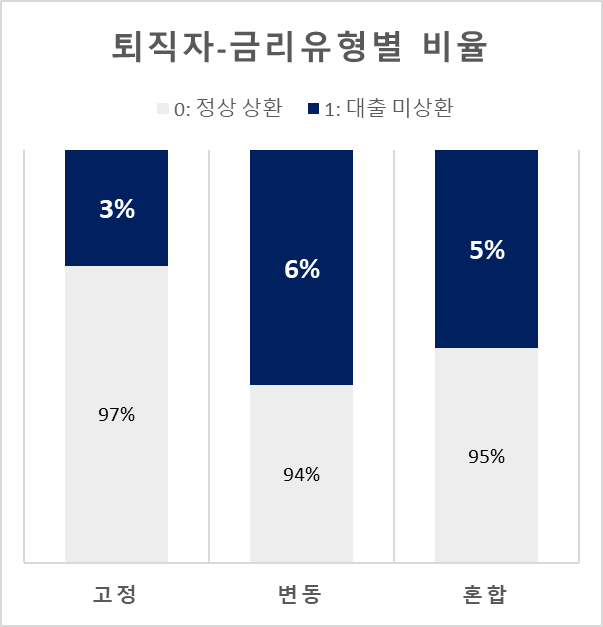 퇴직자-금리유형별 비율
0: 정상 상환 1: 대출 미상환
3% 6% 5%
97% 94% 95%
고정 변동 혼합